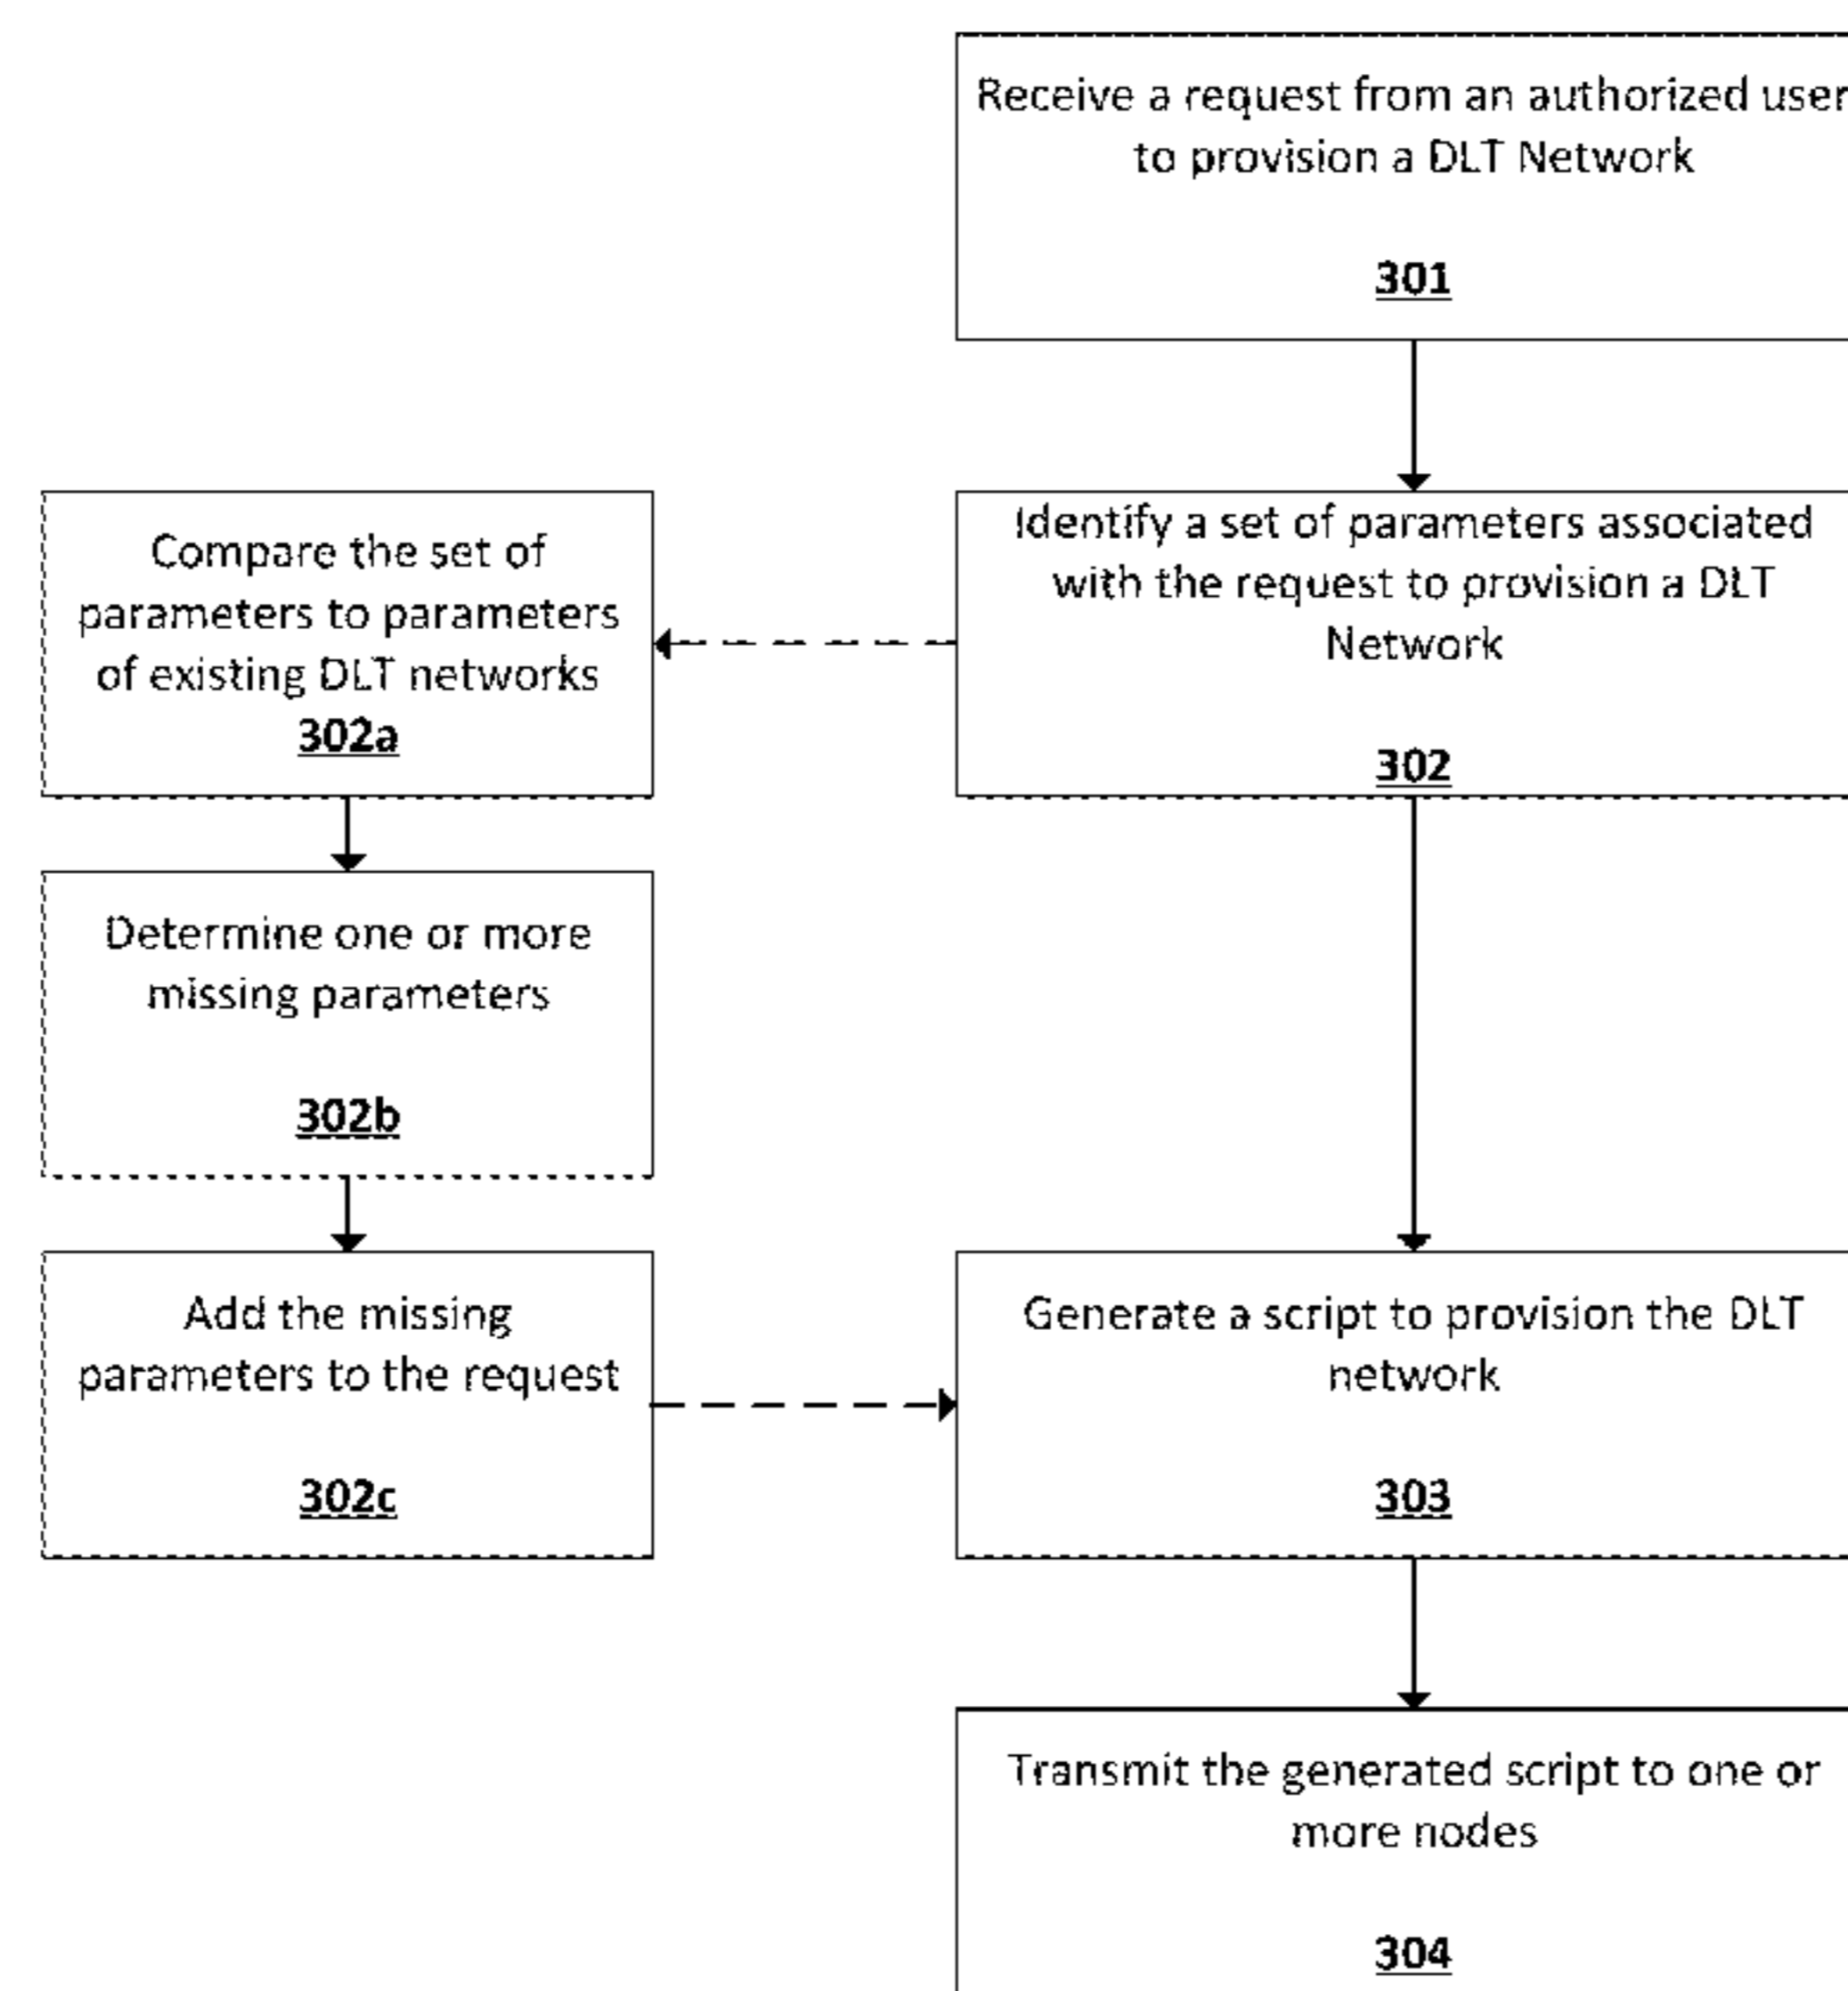 Receive a request from an authorized user
to provision a DLT Network
301
Identify a set of parameters associated
with the request to provision a DLT
Network
302
Compare the set of
parameters to parameters
of existing DLT networks
302a
Determine one or more
missing parameters
302b
Add the missing
parameters to the request
302c
Generate a script to provision the DLT
network
303
Transmit the generated script to one or
more nodes
304